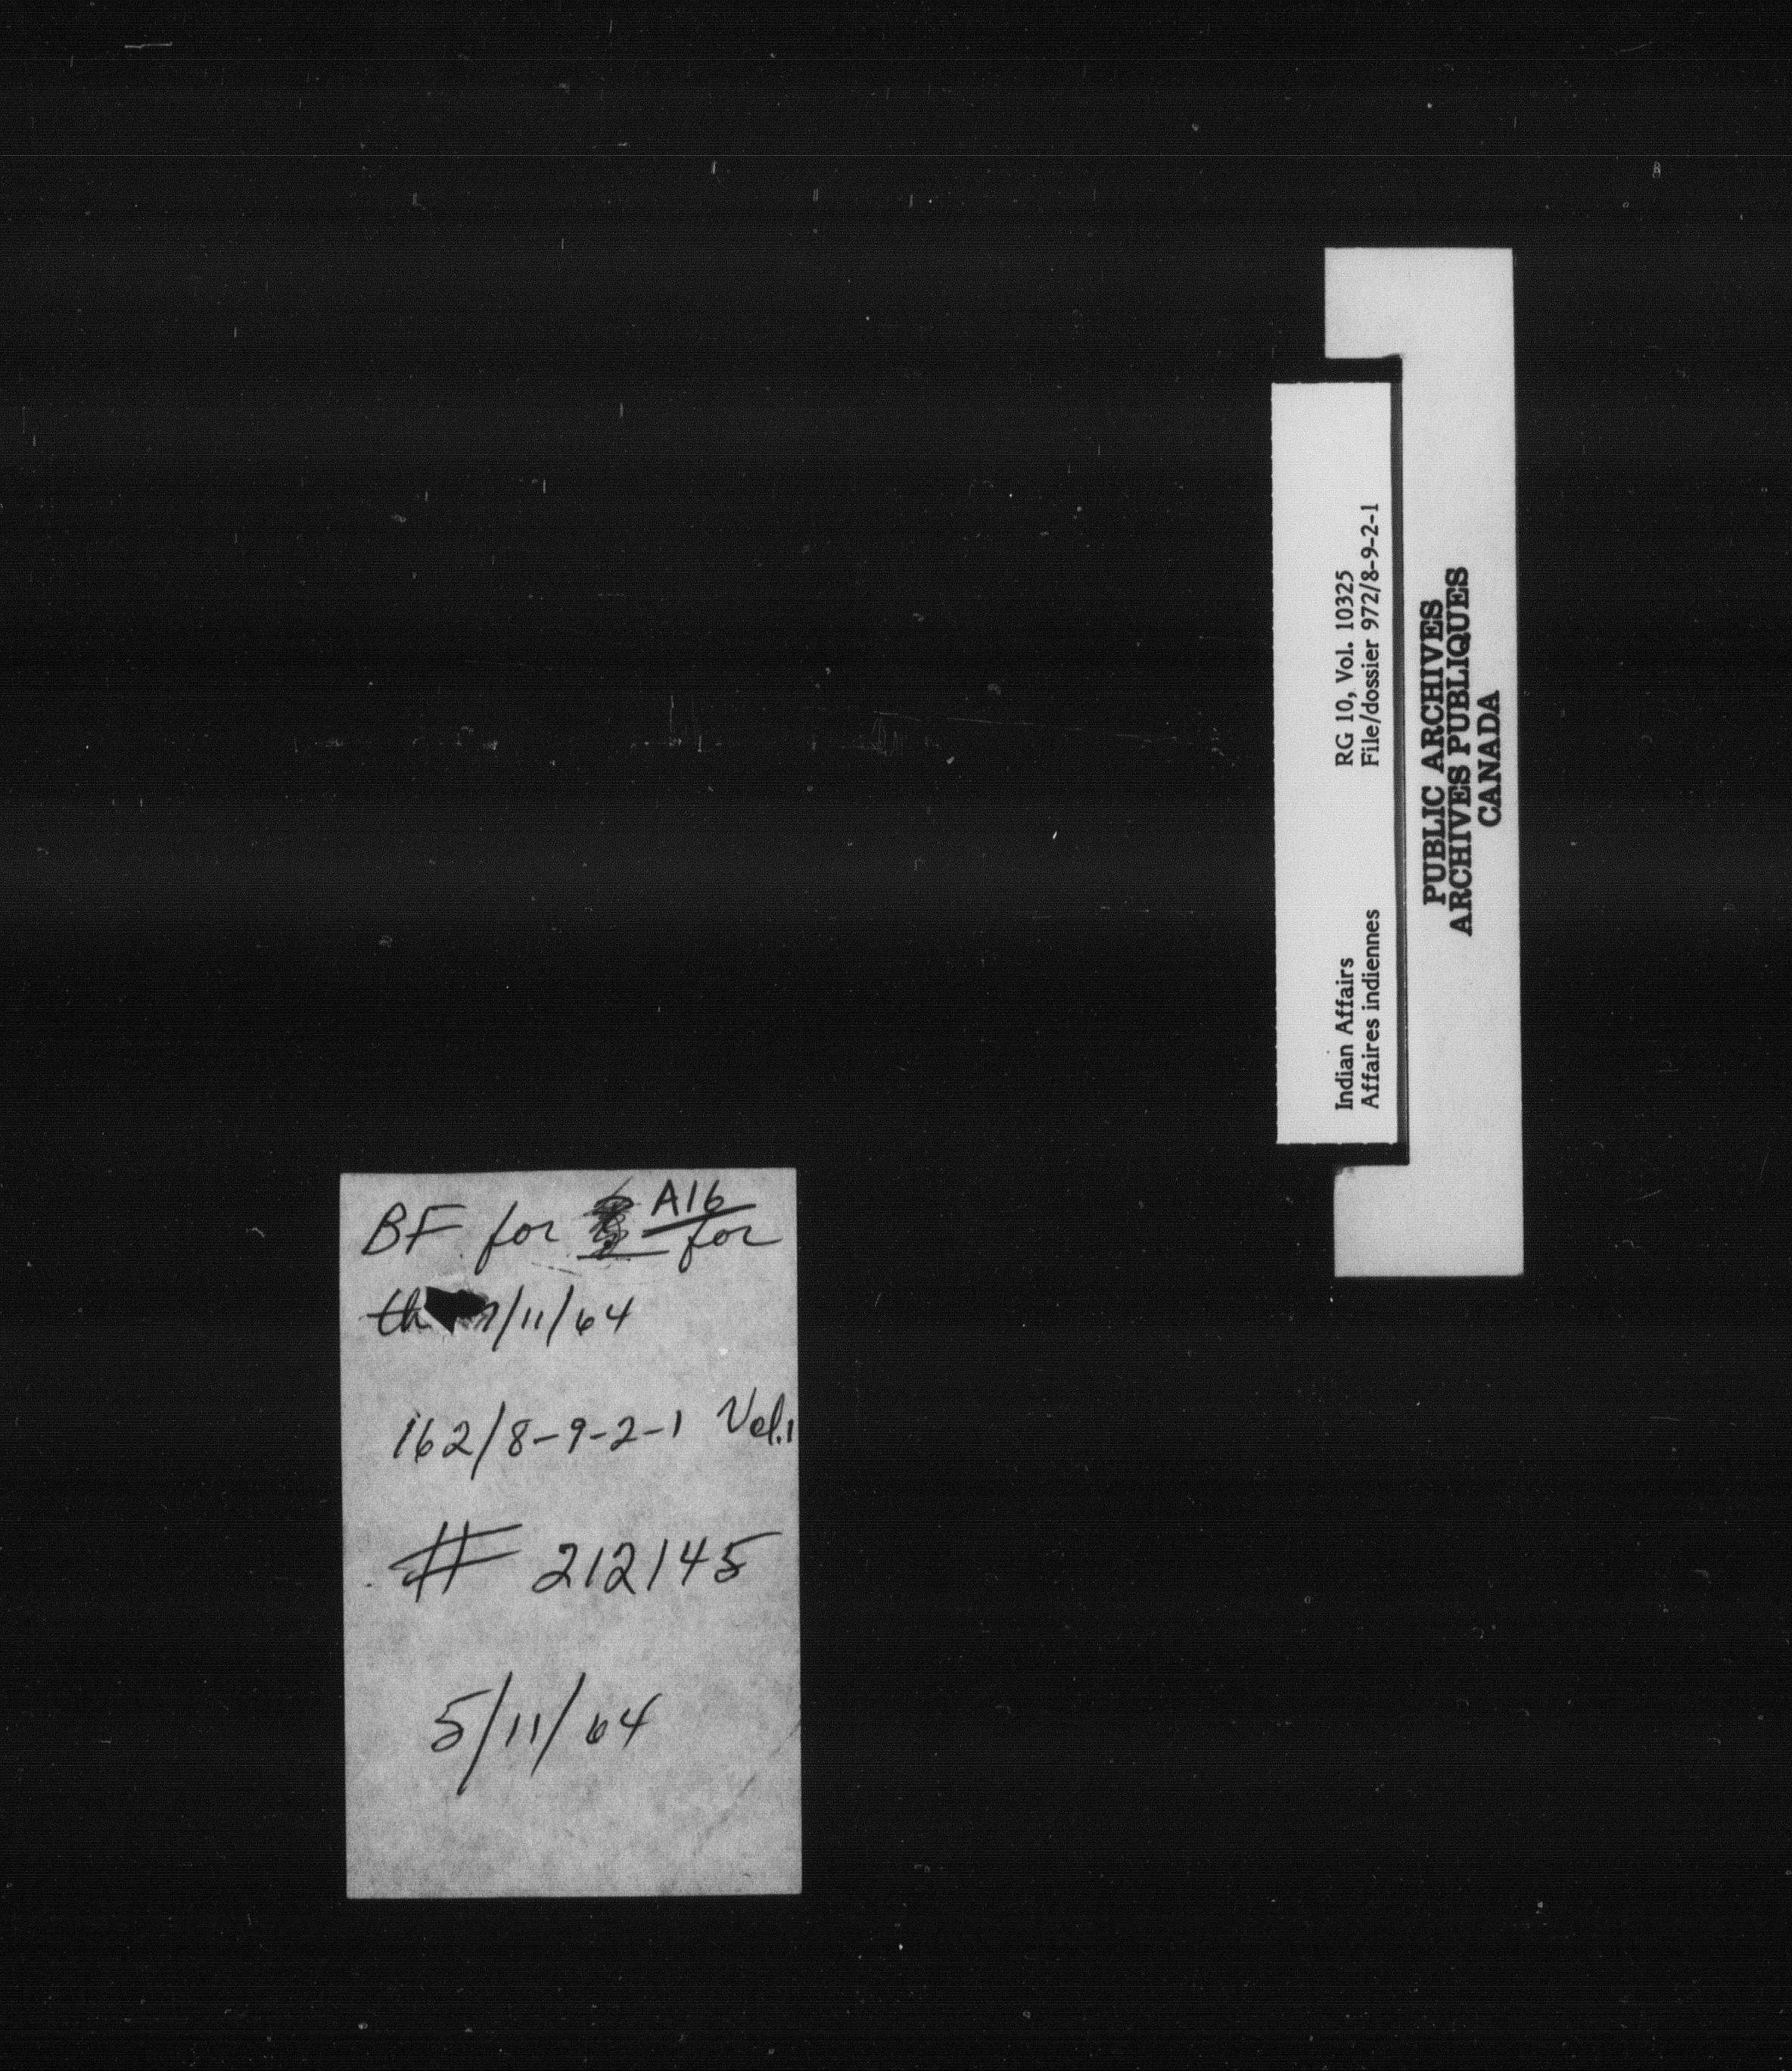 BF for A16 for
7/11/64
162/8-9-2-1 Vol.1
# 212145
5/11/64
Indian Affairs
Affaires indiennes
RG 10, Vol. 10325
File/dossier 972/8-9-2-1
PUBLIC ARCHIVES
ARCHIVES PUBLIQUES
CANADA